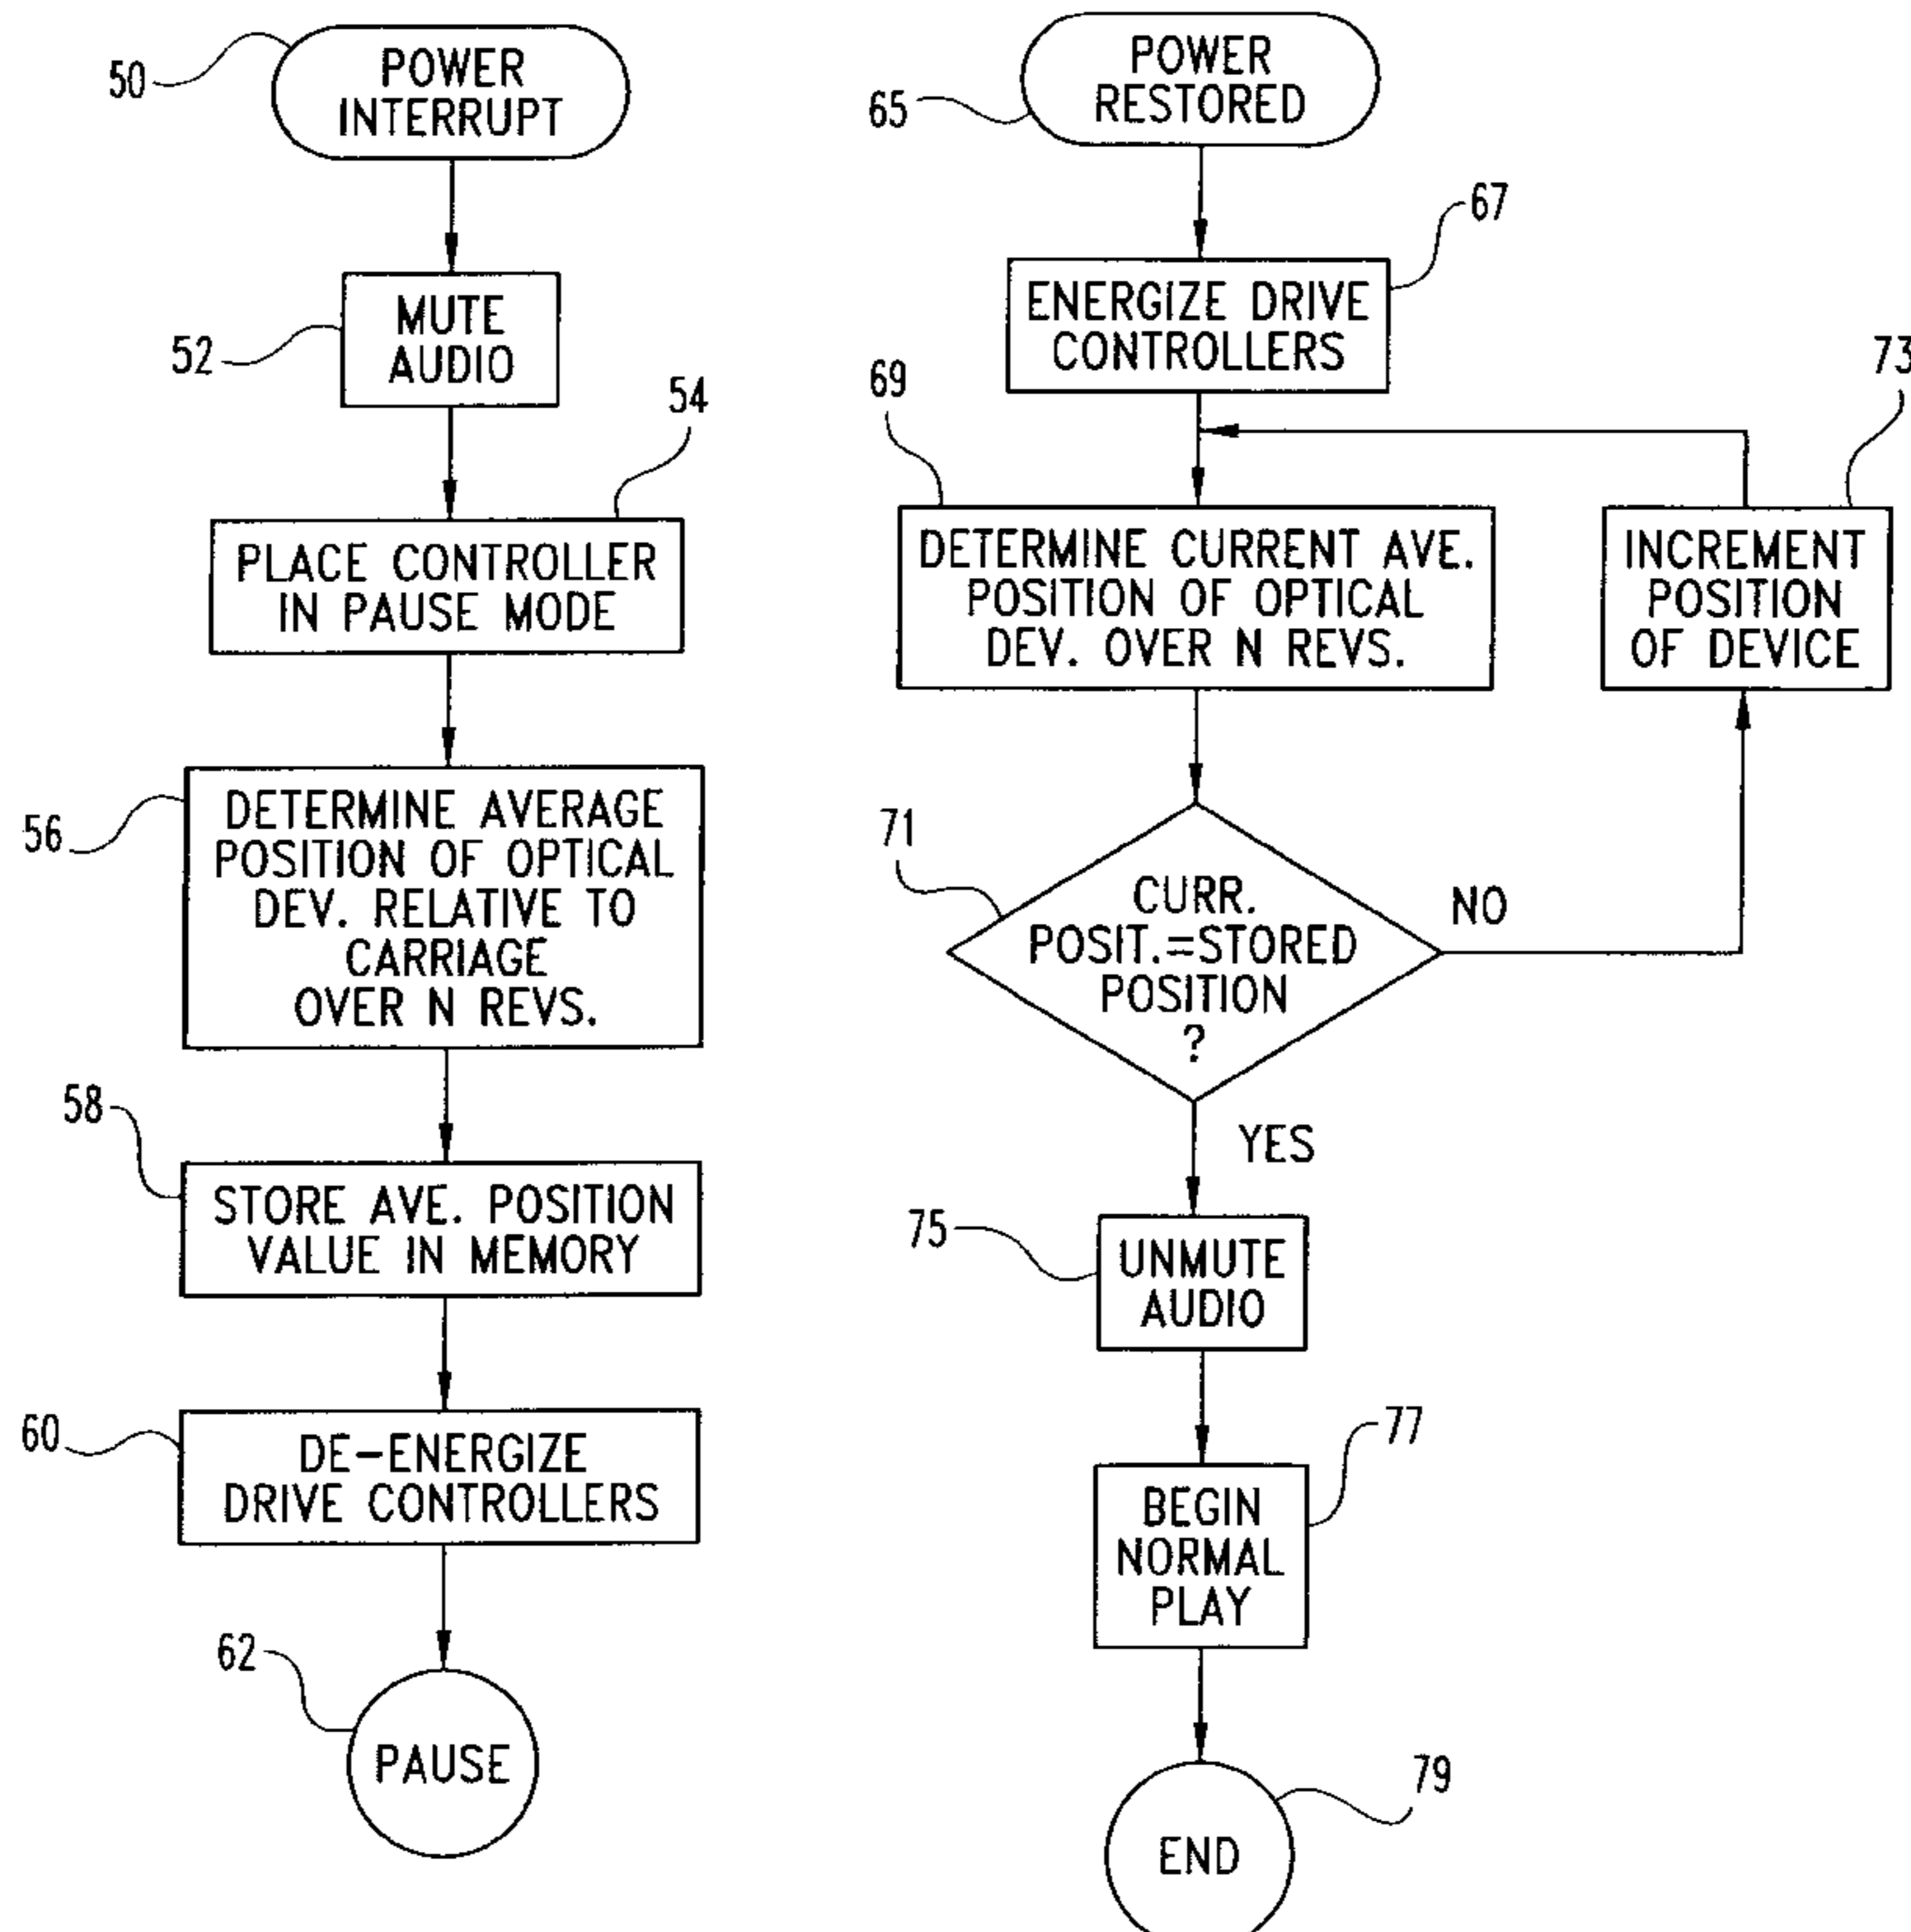 50
POWER
INTERRUPT
52
MUTE
AUDIO
54
PLACE CONTROLLER
IN PAUSE MODE
56
DETERMINE AVERAGE
POSITION OF OPTICAL
DEV. RELATIVE TO
CARRIAGE
OVER N REVS.
58
STORE AVE. POSITION
VALUE IN MEMORY
60
DE-ENERGIZE
DRIVE CONTROLLERS
62
PAUSE
65
POWER
RESTORED
67
ENERGIZE DRIVE
CONTROLLERS
69
DETERMINE CURRENT AVE.
POSITION OF OPTICAL
DEV. OVER N REVS.
73
INCREMENT
POSITION
OF DEVICE
71
CURR.
POSIT.=STORED
POSITION
?
NO
YES
75
UNMUTE
AUDIO
77
BEGIN
NORMAL
PLAY
79
END